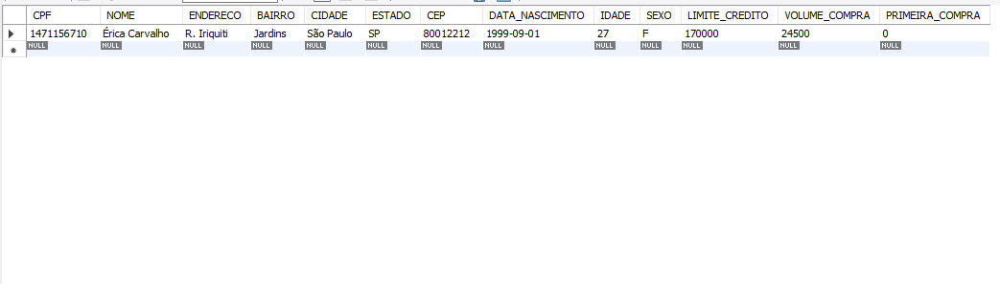 CPF NOME ENDERECO BAIRRO CIDADE ESTADO CEP DATA_NASCIMENTO IDADE SEXO LIMITE_CREDITO VOLUME_COMPRA PRIMEIRA_COMPRA
1471156710 Érica Carvalho R. Iriquiti Jardins São Paulo SP 80012212 1999-09-01 27 F 170000 24500 0
NULL NULL NULL NULL NULL NULL NULL NULL NULL NULL NULL NULL NULL